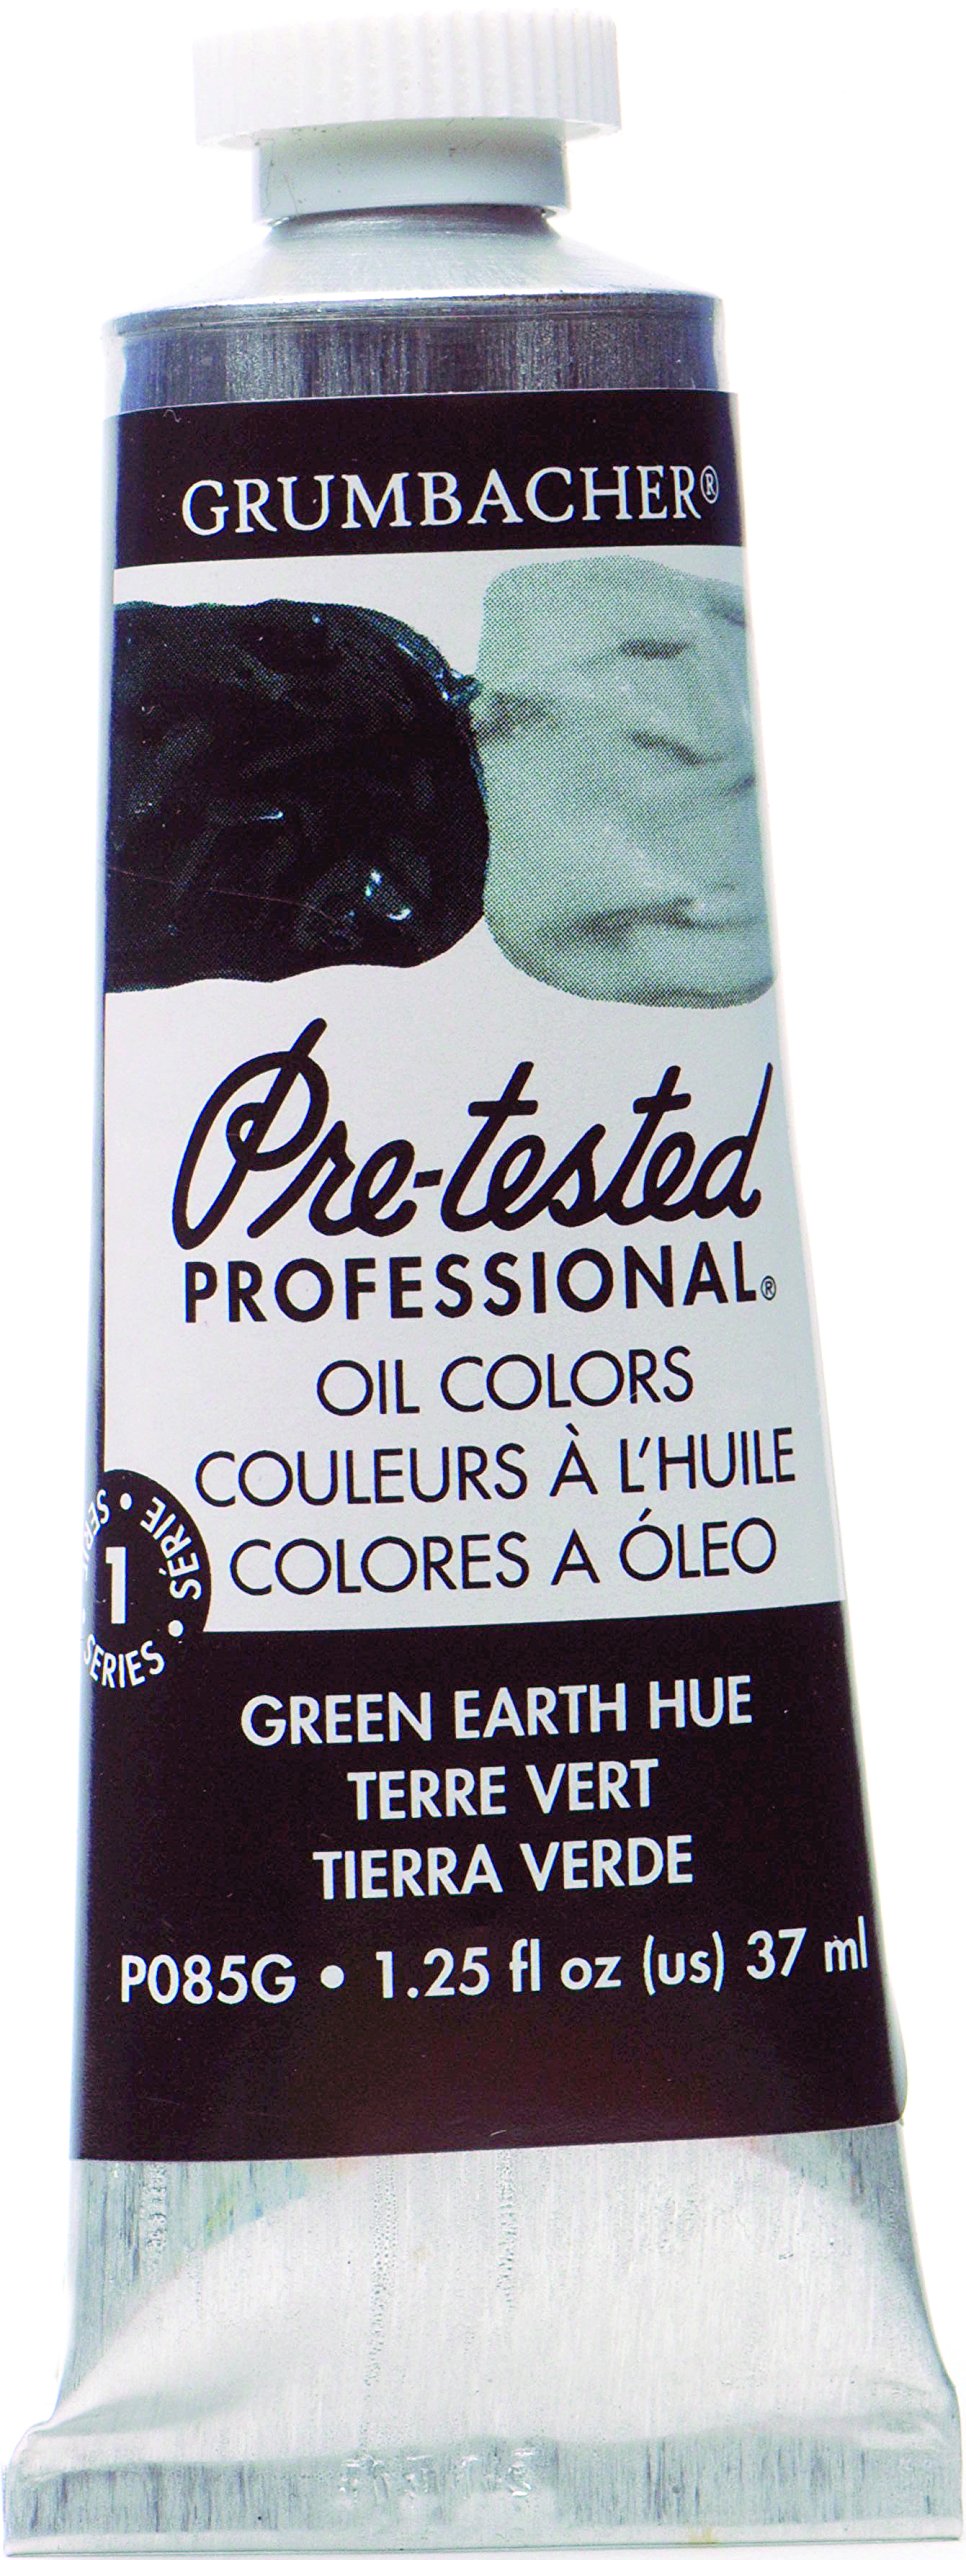 GRUMBACHER®
Pre-tested
PROFESSIONAL®
OIL COLORS
COULEURS À L'HUILE
COLORES A ÓLEO
SÉRIE • SERIES •
1
GREEN EARTH HUE
TERRE VERT
TIERRA VERDE
P085G • 1.25 fl oz (us) 37 ml